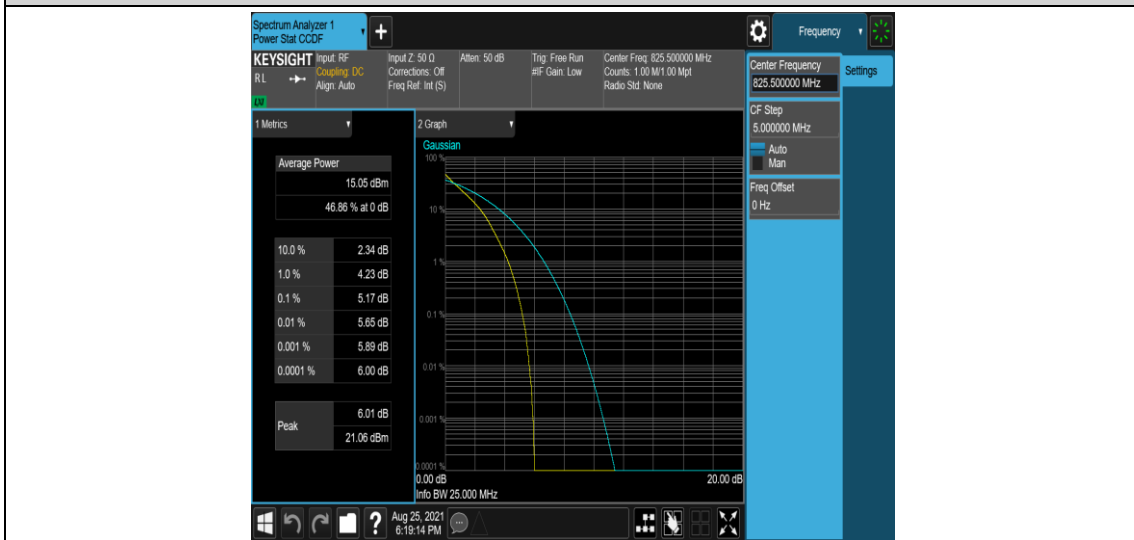 Spectrum Analyzer 1
Power Stat CCDF
+
Frequency
KEYSIGHT
RL
Input: RF
Coupling: DC
Align: Auto
Input Z: 50 Ω
Corrections: Off
Freq Ref: Int (S)
Atten: 50 dB
Trig: Free Run
#IF Gain: Low
Center Freq: 825.500000 MHz
Counts: 1.00 M/1.00 Mpt
Radio Std: None
Center Frequency
825.500000 MHz
Settings
CF Step
5.000000 MHz
Auto
Man
Freq Offset
0 Hz
1 Metrics
Average Power
15.05 dBm
46.86 % at 0 dB
10.0 % 2.34 dB
1.0 % 4.23 dB
0.1 % 5.17 dB
0.01 % 5.65 dB
0.001 % 5.89 dB
0.0001 % 6.00 dB
Peak
6.01 dB
21.06 dBm
2 Graph
Gaussian
100 %
10 %
1 %
0.1 %
0.01 %
0.001 %
0.0001 %
0.00 dB
20.00 dB
Info BW 25.000 MHz
?
Aug 25, 2021
6:19:14 PM